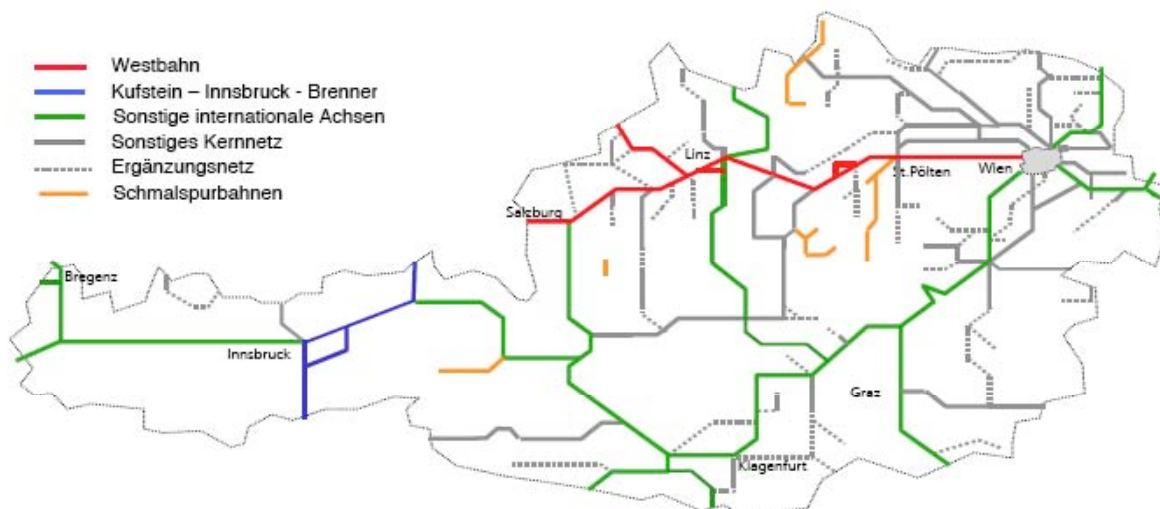 Westbahn
Kufstein – Innsbruck - Brenner
Sonstige internationale Achsen
Sonstiges Kernnetz
Ergänzungsnetz
Schmalspurbahnen
Linz
St.Pölten
Wien
Salzburg
Bregenz
Innsbruck
Graz
Klagenfurt